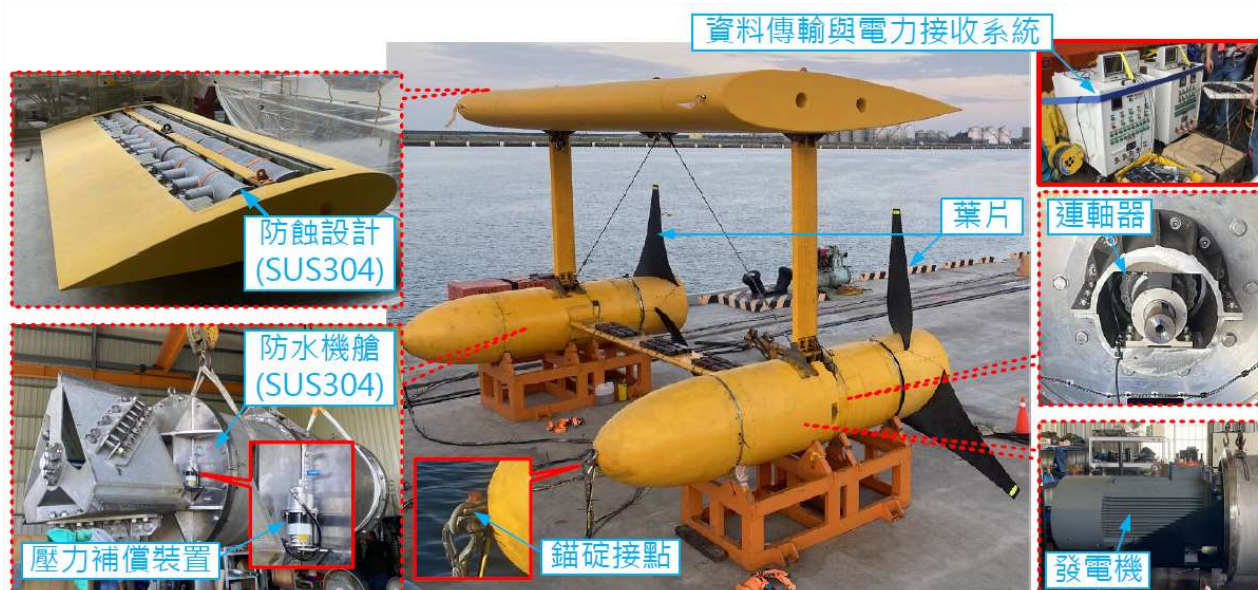 資料傳輸與電力接收系統
防蝕設計
(SUS304)
葉片
連軸器
防水機艙
(SUS304)
壓力補償裝置
錨碇接點
發電機